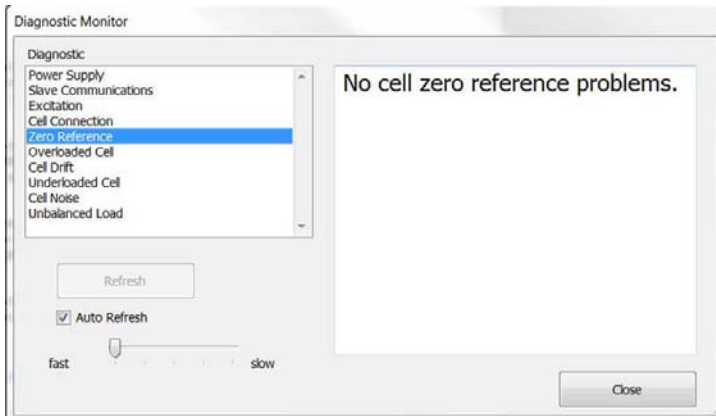 Diagnostic Monitor
Diagnostic
Power Supply
Slave Communications
Excitation
Cell Connection
Zero Reference
Overloaded Cell
Cell Drift
Underloaded Cell
Cell Noise
Unbalanced Load
No cell zero reference problems.
Refresh
Auto Refresh
fast slow
Close